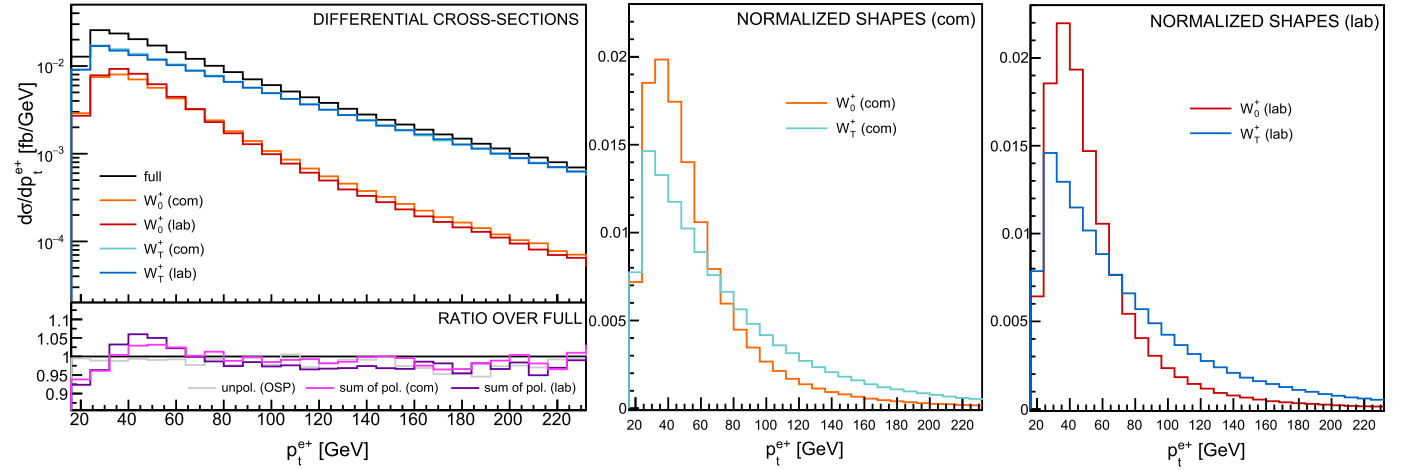 DIFFERENTIAL CROSS-SECTIONS
dσ/dp_t^{e+} [fb/GeV]
10^{−2}
10^{−3}
10^{−4}
full
W_0^+ (com)
W_0^+ (lab)
W_T^+ (com)
W_T^+ (lab)
RATIO OVER FULL
1.1
1.05
1
0.95
0.9
unpol. (OSP) sum of pol. (com) sum of pol. (lab)
20 40 60 80 100 120 140 160 180 200 220
p_t^{e+} [GeV]
NORMALIZED SHAPES (com)
0.02
0.015
0.01
0.005
0
W_0^+ (com)
W_T^+ (com)
20 40 60 80 100 120 140 160 180 200 220
p_t^{e+} [GeV]
NORMALIZED SHAPES (lab)
0.02
0.015
0.01
0.005
0
W_0^+ (lab)
W_T^+ (lab)
20 40 60 80 100 120 140 160 180 200 220
p_t^{e+} [GeV]